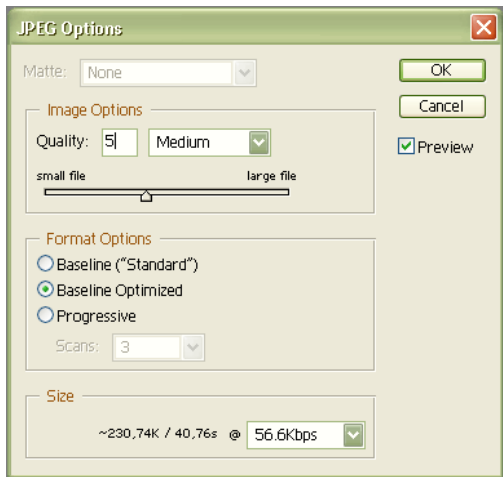 JPEG Options
Matte: None
OK
Image Options
Cancel
Quality: 5 Medium
Preview
small file large file
Format Options
Baseline ("Standard")
Baseline Optimized
Progressive
Scans: 3
Size
~230,74K / 40,76s @ 56.6Kbps